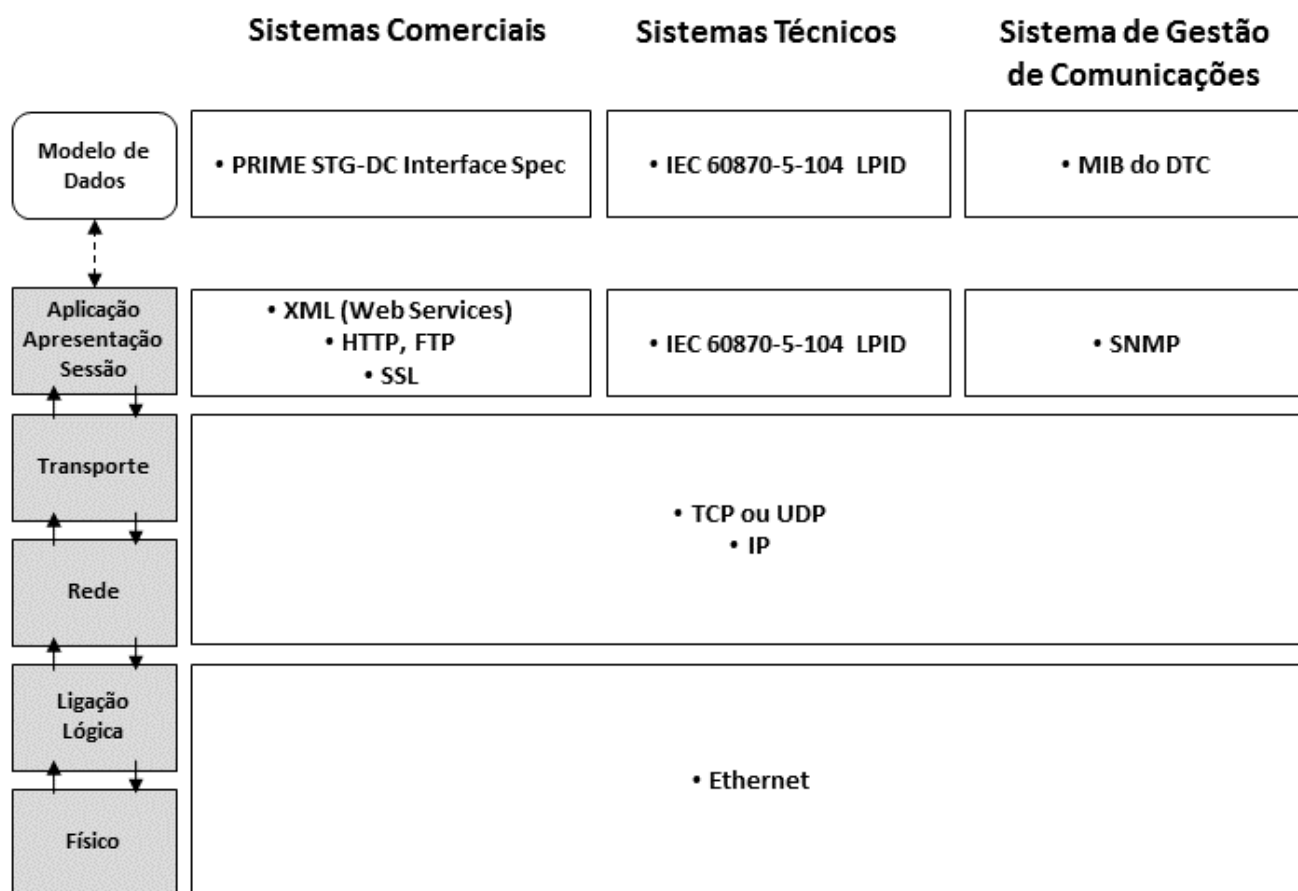 Sistemas Comerciais
Sistemas Técnicos
Sistema de Gestão
de Comunicações
Modelo de
Dados
• PRIME STG-DC Interface Spec
• IEC 60870-5-104 LPID
• MIB do DTC
Aplicação
Apresentação
Sessão
• XML (Web Services)
• HTTP, FTP
• SSL
• IEC 60870-5-104 LPID
• SNMP
Transporte
• TCP ou UDP
• IP
Rede
Ligação
Lógica
• Ethernet
Físico